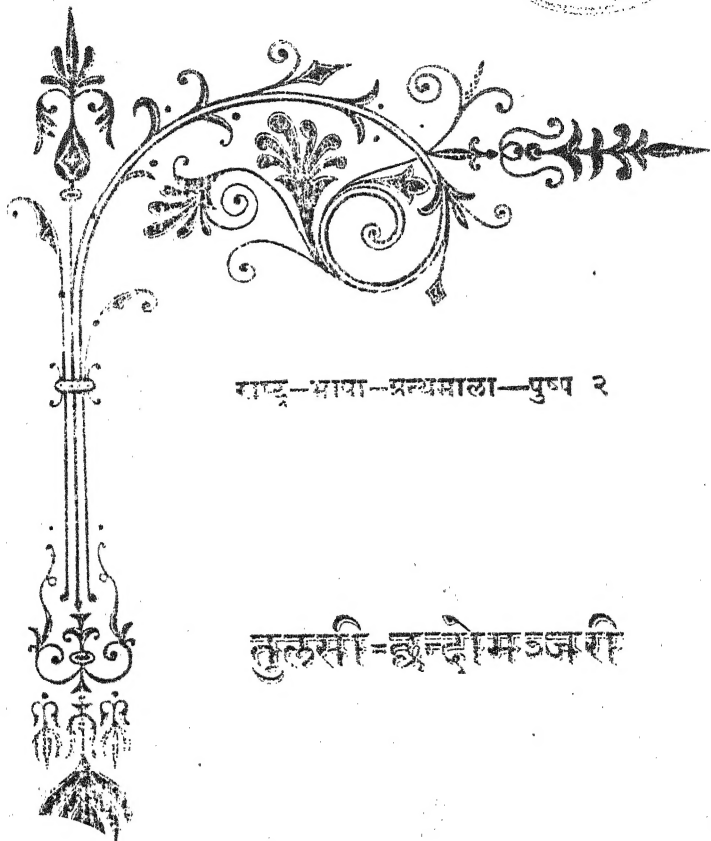 राष्ट्र—भाषा—ग्रन्थमाला—पुष्प २
तुलसी=छन्दोमञ्जरी